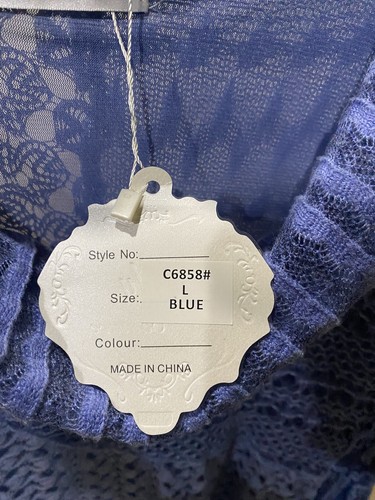 Style No:
C6858#
L
Size:
BLUE
Colour:
MADE IN CHINA